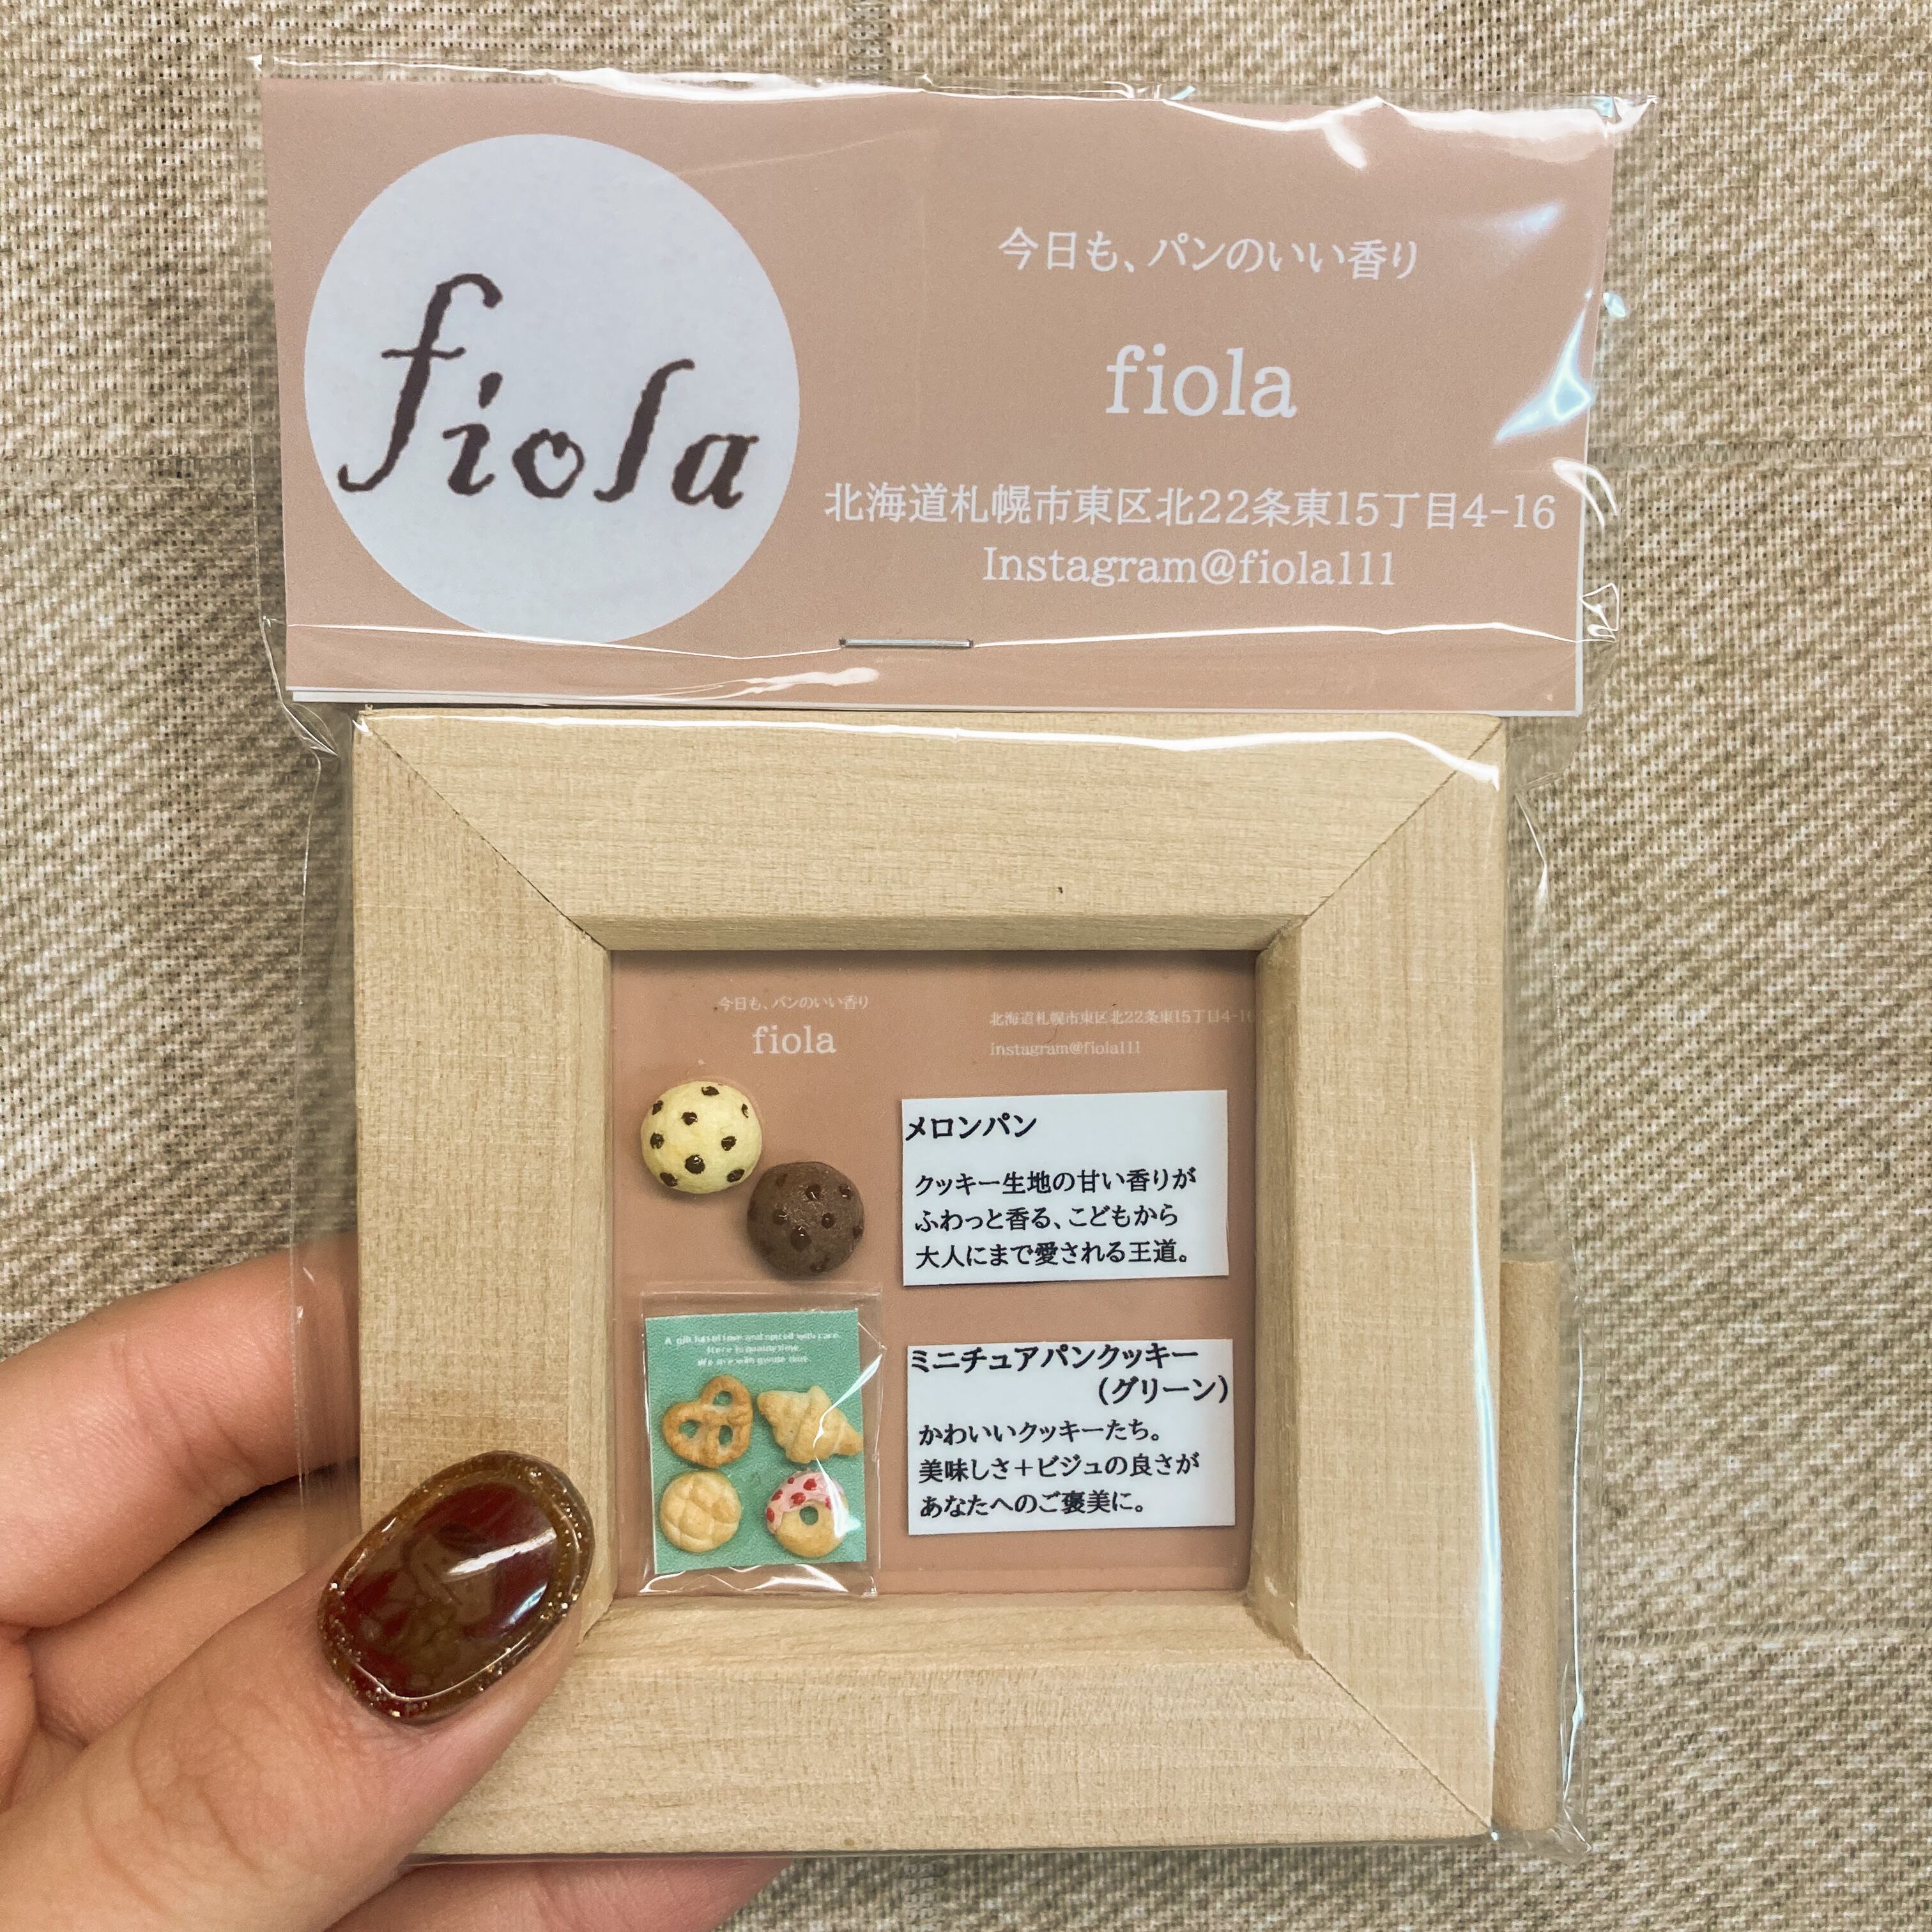 fiola
今日も、パンのいい香り
fiola
北海道札幌市東区北22条東15丁目4-16
Instagram@fiola111
今日も、パンのいい香り
fiola
北海道札幌市東区北22条東15丁目4-16
instagram@fiola111
メロンパン
クッキー生地の甘い香りが
ふわっと香る、こどもから
大人にまで愛される王道。
A gift full of love and
with care.
ミニチュアパンクッキー
（グリーン）
かわいいクッキーたち。
美味しさ＋ビジュの良さが
あなたへのご褒美に。